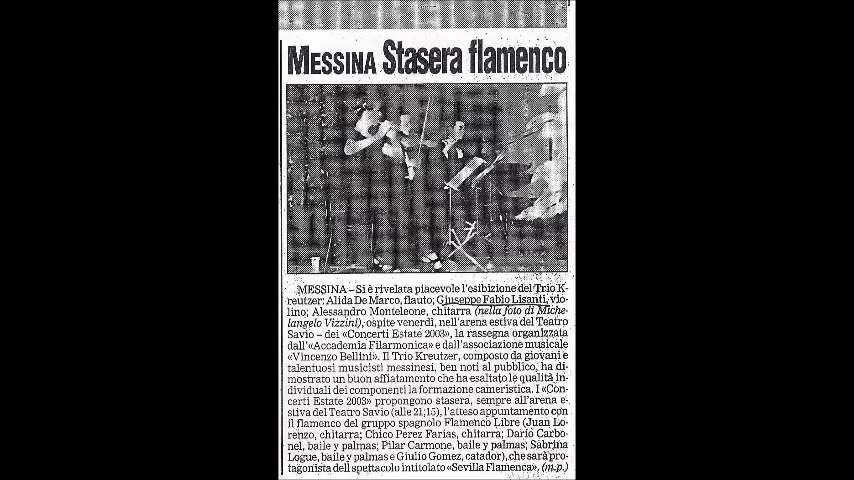 MESSINA Stasera flamenco
MESSINA – Si è rivelata piacevole l'esibizione del Trio K-
reutzer: Alida De Marco, flauto; Giuseppe Fabio Lisanti, vio-
lino; Alessandro Monteleone, chitarra (nella foto di Miche-
langelo Vizzini), ospite venerdì, nell'arena estiva del Teatro
Savio – dei «Concerti Estate 2003», la rassegna organizzata
dall'«Accademia Filarmonica» e dall'associazione musicale
«Vincenzo Bellini». Il Trio Kreutzer, composto da giovani e
talentuosi musicisti messinesi, ben noti al pubblico, ha di-
mostrato un buon affiatamento che ha esaltato le qualità in-
dividuali dei componenti la formazione cameristica. I «Con-
certi Estate 2003» propongono stasera, sempre all'arena e-
stiva del Teatro Savio (alle 21;15), l'atteso appuntamento con
il flamenco del gruppo spagnolo Flamenco Libre (Juan Lo-
renzo, chitarra; Chico Perez Farias, chitarra; Dario Carbo-
nel, baile y palmas; Pilar Carmone, baile y palmas; Sabrina
Logue, baile y palmas e Giulio Gomez, catador), che sarà pro-
tagonista dell spettacolo intitolato «Sevilla Flamenca». (m.p.)